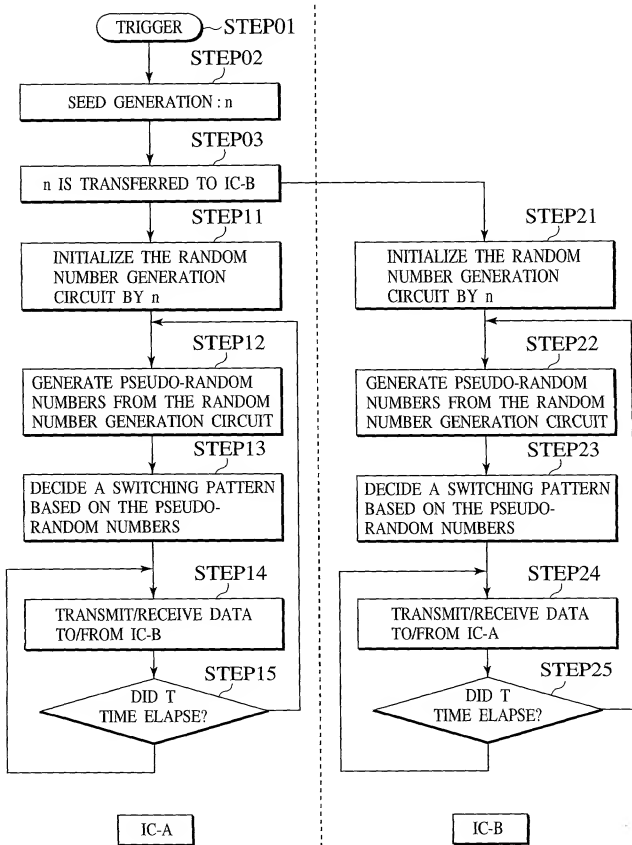 TRIGGER
STEP01
STEP02
SEED GENERATION : n
STEP03
n IS TRANSFERRED TO IC-B
STEP11
INITIALIZE THE RANDOM
NUMBER GENERATION
CIRCUIT BY n
STEP12
GENERATE PSEUDO-RANDOM
NUMBERS FROM THE RANDOM
NUMBER GENERATION CIRCUIT
STEP13
DECIDE A SWITCHING PATTERN
BASED ON THE PSEUDO-
RANDOM NUMBERS
STEP14
TRANSMIT/RECEIVE DATA
TO/FROM IC-B
STEP15
DID T
TIME ELAPSE?
IC-A
STEP21
INITIALIZE THE RANDOM
NUMBER GENERATION
CIRCUIT BY n
STEP22
GENERATE PSEUDO-RANDOM
NUMBERS FROM THE RANDOM
NUMBER GENERATION CIRCUIT
STEP23
DECIDE A SWITCHING PATTERN
BASED ON THE PSEUDO-
RANDOM NUMBERS
STEP24
TRANSMIT/RECEIVE DATA
TO/FROM IC-A
STEP25
DID T
TIME ELAPSE?
IC-B